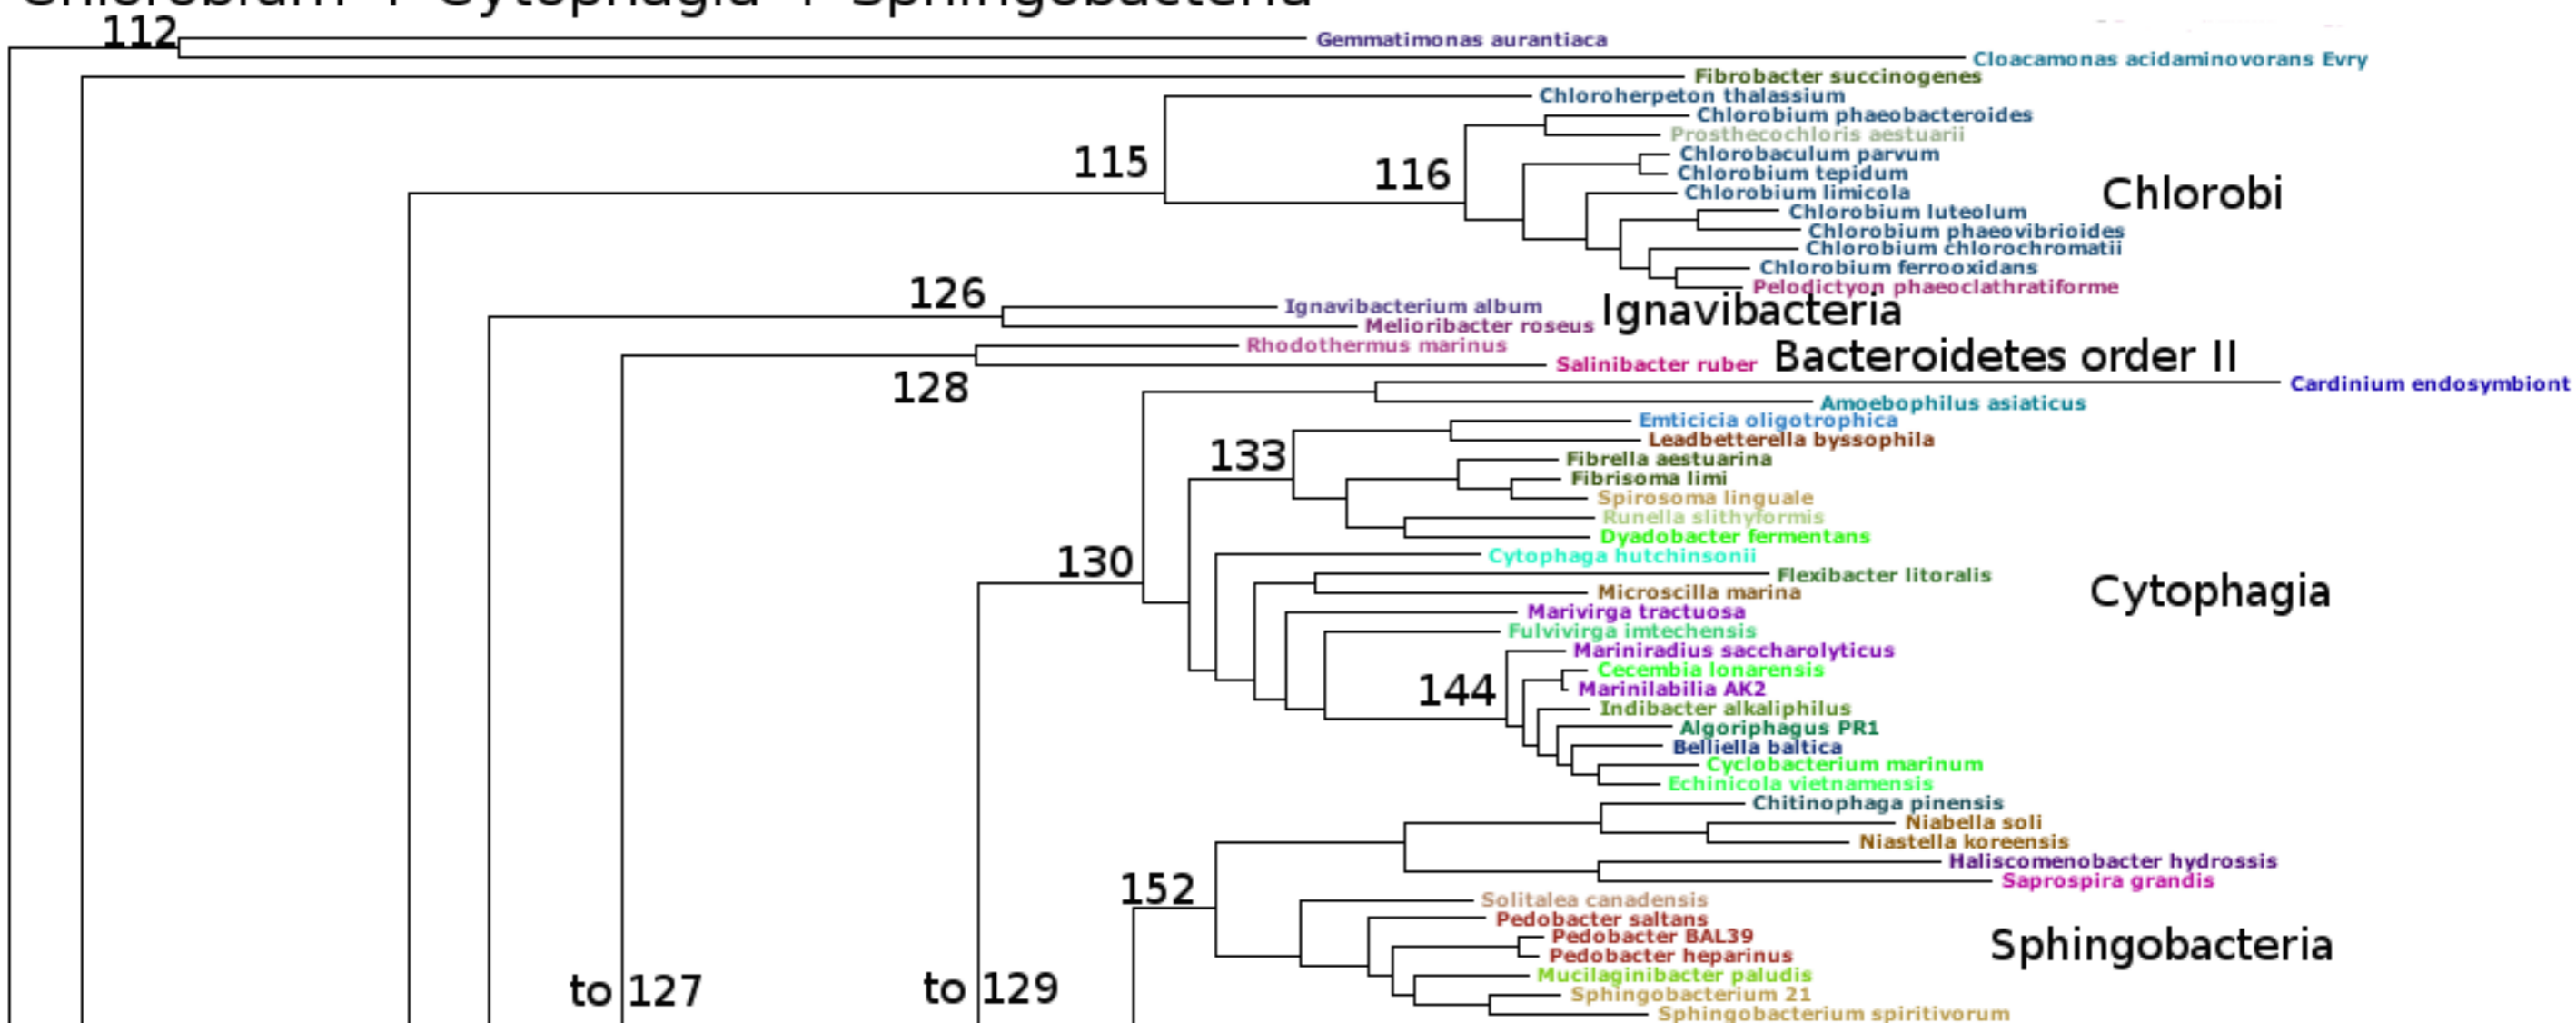 Chlorobium + Cytophagia + Sphingobacteria
112
Gemmatimonas aurantiaca
Cloacamonas acidaminovorans Evry
Fibrobacter succinogenes
Chloroherpeton thalassium
Chlorobium phaeobacteroides
Prosthecochloris aestuarii
115
116
Chlorobaculum parvum
Chlorobium tepidum
Chlorobium limicola
Chlorobi
Chlorobium luteolum
Chlorobium phaeovibrioides
Chlorobium chlorochromatii
Chlorobium ferrooxidans
Pelodictyon phaeoclathratiforme
126
Ignavibacterium album
Ignavibacteria
Melioribacter roseus
Rhodothermus marinus
Salinibacter ruber
Bacteroidetes order II
128
Cardinium endosymbiont
Amoebophilus asiaticus
Emticicia oligotrophica
Leadbetterella byssophila
133
Fibrella aestuarina
Fibrisoma limi
Spirosoma linguale
Runella slithyformis
Dyadobacter fermentans
130
Cytophaga hutchinsonii
Flexibacter litoralis
Microscilla marina
Cytophagia
Marivirga tractuosa
Fulvivirga imtechensis
Mariniradius saccharolyticus
Cecembia lonarensis
144
Marinilabilia AK2
Indibacter alkaliphilus
Algoriphagus PR1
Belliella baltica
Cyclobacterium marinum
Echinicola vietnamensis
Chitinophaga pinensis
Niabella soli
Niastella koreensis
Haliscomenobacter hydrossis
Saprospira grandis
152
Solitalea canadensis
Pedobacter saltans
Pedobacter BAL39
Sphingobacteria
Pedobacter heparinus
Mucilaginibacter paludis
to 127
to 129
Sphingobacterium 21
Sphingobacterium spiritivorum